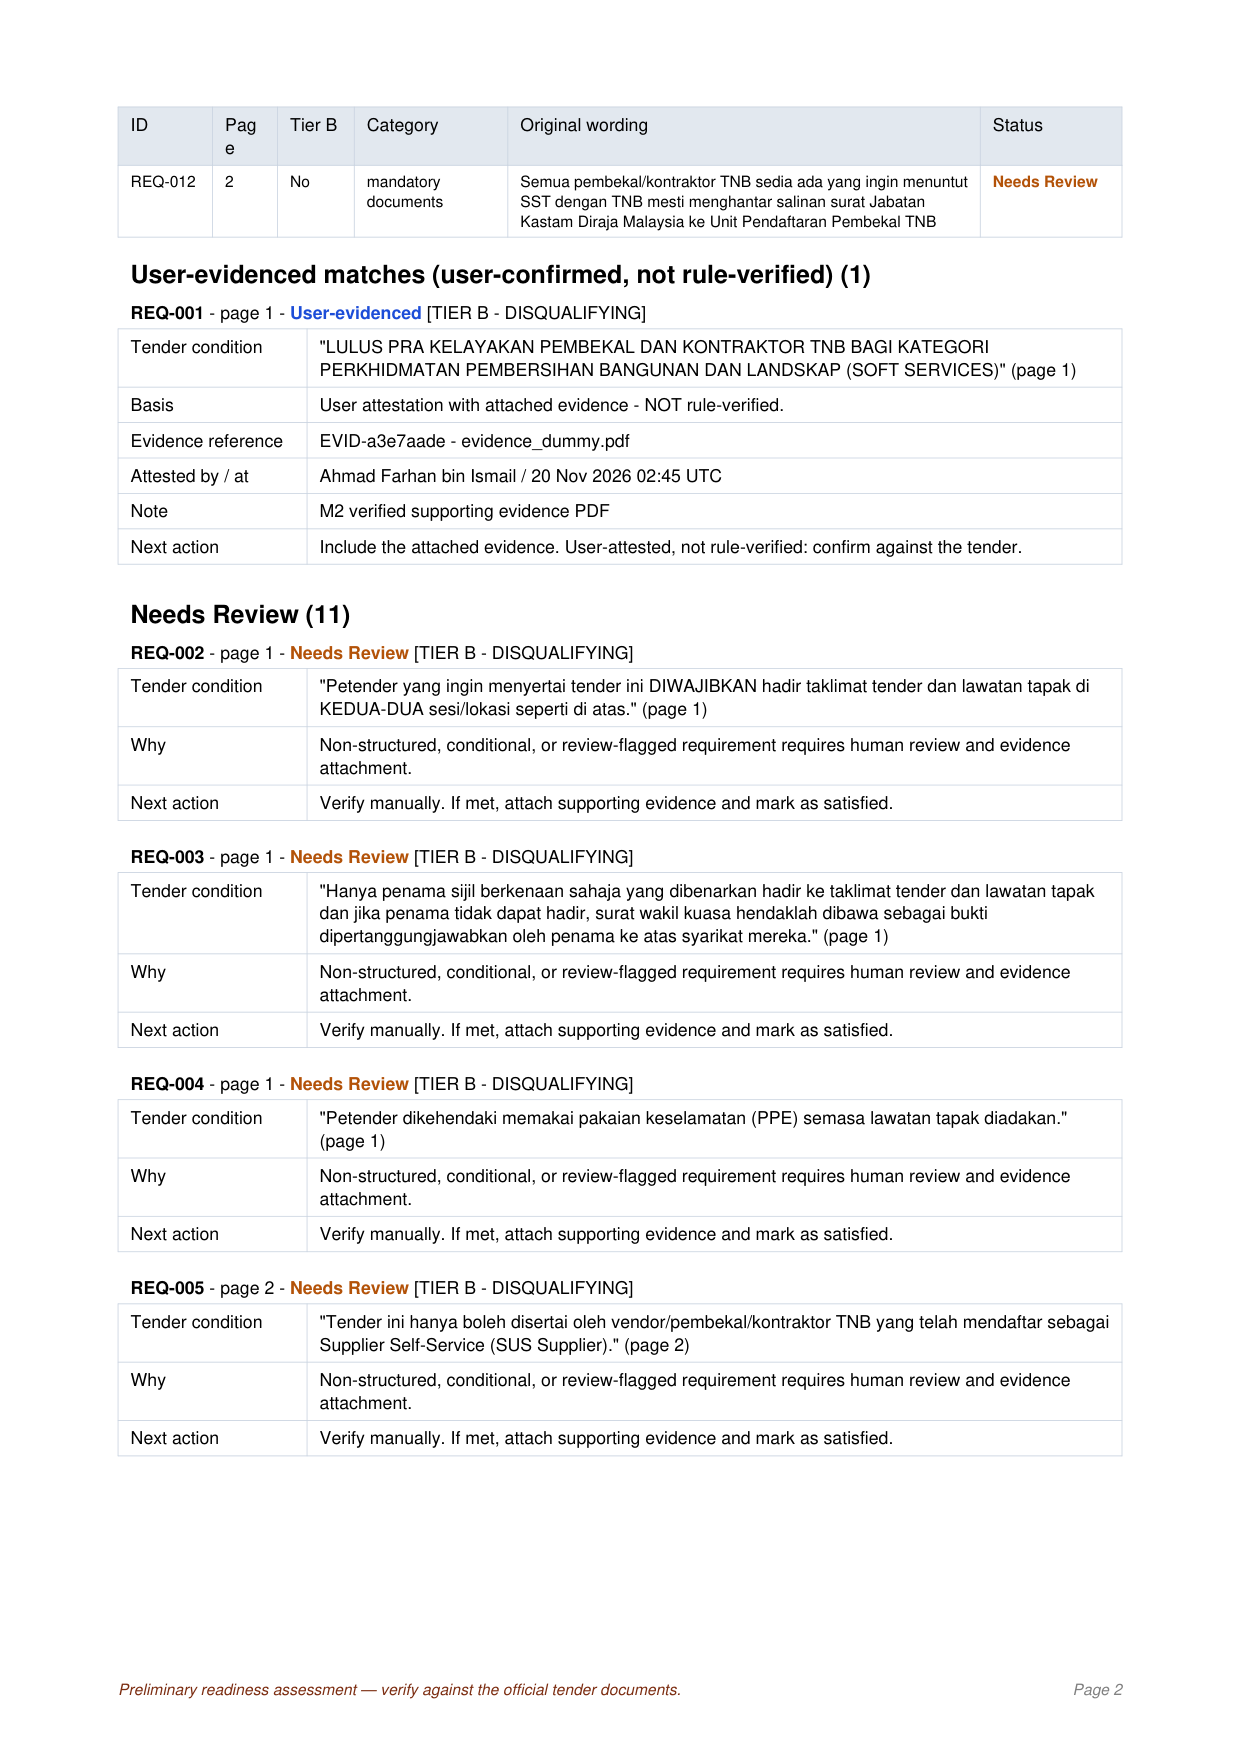 ID Page Tier B Category Original wording Status
REQ-012 2 No mandatory documents Semua pembekal/kontraktor TNB sedia ada yang ingin menuntut Needs Review
SST dengan TNB mesti menghantar salinan surat Jabatan
Kastam Diraja Malaysia ke Unit Pendaftaran Pembekal TNB
User-evidenced matches (user-confirmed, not rule-verified) (1)
REQ-001 - page 1 - User-evidenced [TIER B - DISQUALIFYING]
Tender condition "LULUS PRA KELAYAKAN PEMBEKAL DAN KONTRAKTOR TNB BAGI KATEGORI
PERKHIDMATAN PEMBERSIHAN BANGUNAN DAN LANDSKAP (SOFT SERVICES)" (page 1)
Basis User attestation with attached evidence - NOT rule-verified.
Evidence reference EVID-a3e7aade - evidence_dummy.pdf
Attested by / at Ahmad Farhan bin Ismail / 20 Nov 2026 02:45 UTC
Note M2 verified supporting evidence PDF
Next action Include the attached evidence. User-attested, not rule-verified: confirm against the tender.
Needs Review (11)
REQ-002 - page 1 - Needs Review [TIER B - DISQUALIFYING]
Tender condition "Petender yang ingin menyertai tender ini DIWAJIBKAN hadir taklimat tender dan lawatan tapak di
KEDUA-DUA sesi/lokasi seperti di atas." (page 1)
Why Non-structured, conditional, or review-flagged requirement requires human review and evidence
attachment.
Next action Verify manually. If met, attach supporting evidence and mark as satisfied.
REQ-003 - page 1 - Needs Review [TIER B - DISQUALIFYING]
Tender condition "Hanya penama sijil berkenaan sahaja yang dibenarkan hadir ke taklimat tender dan lawatan tapak
dan jika penama tidak dapat hadir, surat wakil kuasa hendaklah dibawa sebagai bukti
dipertanggungjawabkan oleh penama ke atas syarikat mereka." (page 1)
Why Non-structured, conditional, or review-flagged requirement requires human review and evidence
attachment.
Next action Verify manually. If met, attach supporting evidence and mark as satisfied.
REQ-004 - page 1 - Needs Review [TIER B - DISQUALIFYING]
Tender condition "Petender dikehendaki memakai pakaian keselamatan (PPE) semasa lawatan tapak diadakan."
(page 1)
Why Non-structured, conditional, or review-flagged requirement requires human review and evidence
attachment.
Next action Verify manually. If met, attach supporting evidence and mark as satisfied.
REQ-005 - page 2 - Needs Review [TIER B - DISQUALIFYING]
Tender condition "Tender ini hanya boleh disertai oleh vendor/pembekal/kontraktor TNB yang telah mendaftar sebagai
Supplier Self-Service (SUS Supplier)." (page 2)
Why Non-structured, conditional, or review-flagged requirement requires human review and evidence
attachment.
Next action Verify manually. If met, attach supporting evidence and mark as satisfied.
Preliminary readiness assessment — verify against the official tender documents. Page 2